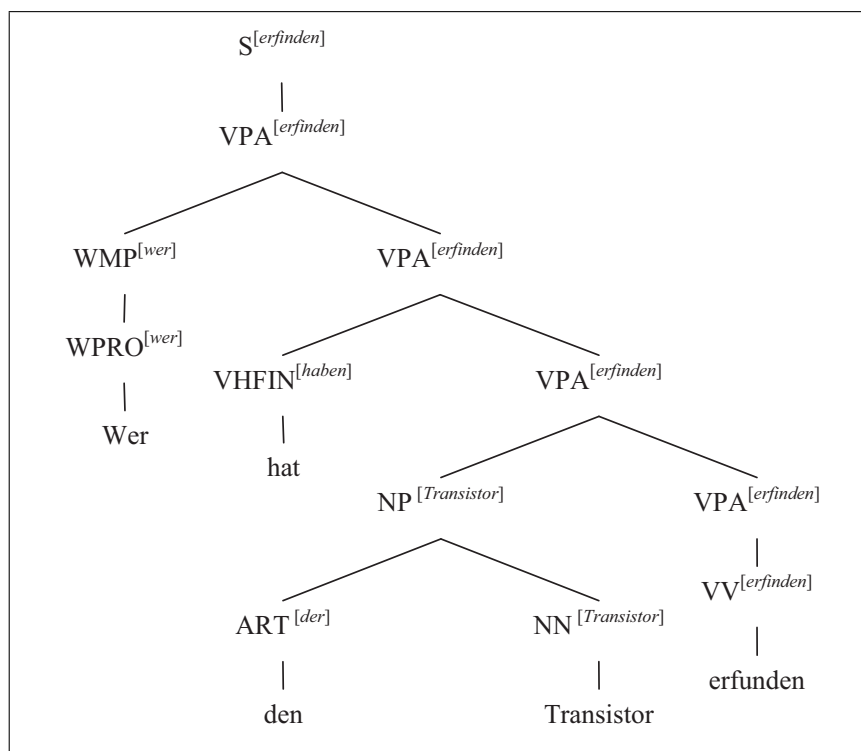 S[erfinden]
VPA[erfinden]
WMP[wer] VPA[erfinden]
WPRO[wer] VHFIN[haben] VPA[erfinden]
Wer hat
NP [Transistor] VPA[erfinden]
VV[erfinden]
ART [der] NN [Transistor]
erfunden
den Transistor